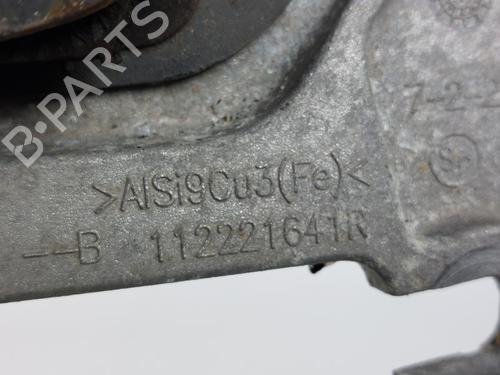 B-PARTS
>AlSi9Cu3(Fe)<
--B 112221641R